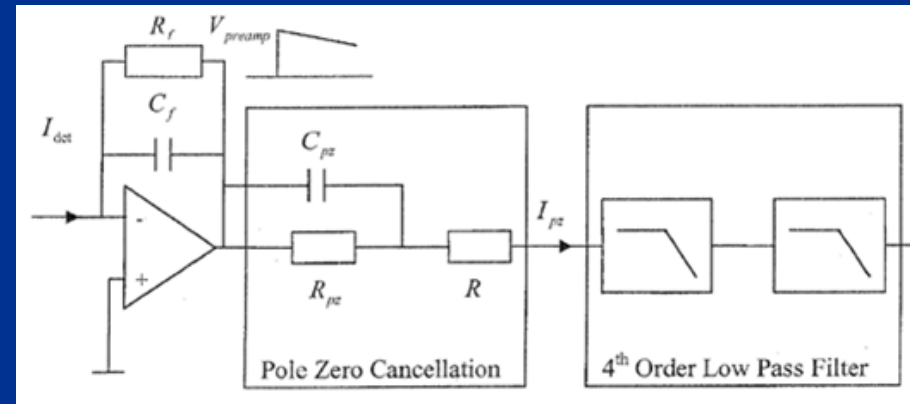 R_f
V_preamp
C_f
I_det
C_pz
I_pz
-
+
R_pz
R
Pole Zero Cancellation
4th Order Low Pass Filter